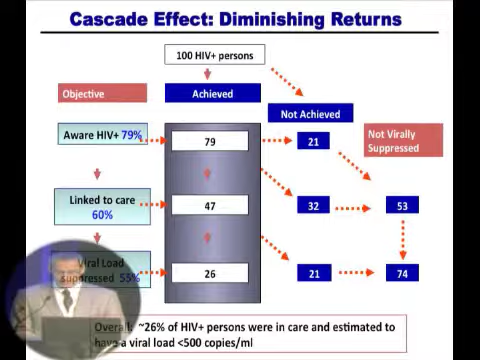 Cascade Effect: Diminishing Returns
100 HIV+ persons
Objective
Achieved
Not Achieved
Not Virally
Suppressed
Aware HIV+ 79%
79
21
Linked to care
60%
47
32
53
Viral Load
suppressed 55%
26
21
74
Overall: ~26% of HIV+ persons were in care and estimated to
have a viral load <500 copies/ml